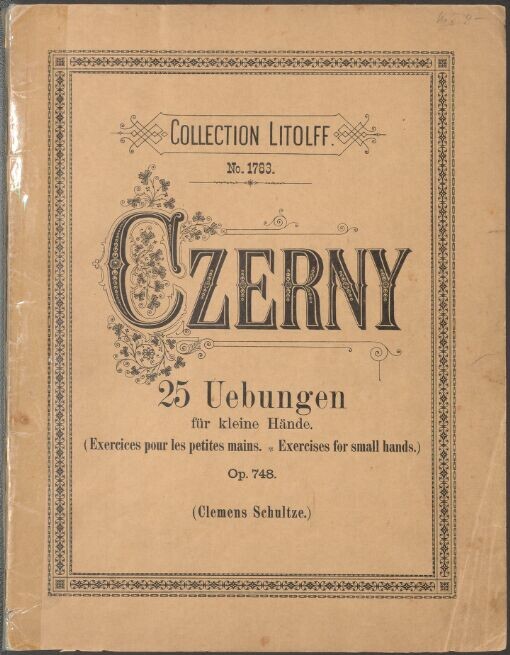 COLLECTION LITOLFF.
No. 1783.
CZERNY
25 Uebungen
für kleine Hände.
(Exercices pour les petites mains. Exercises for small hands.)
Op. 748.
(Clemens Schultze.)